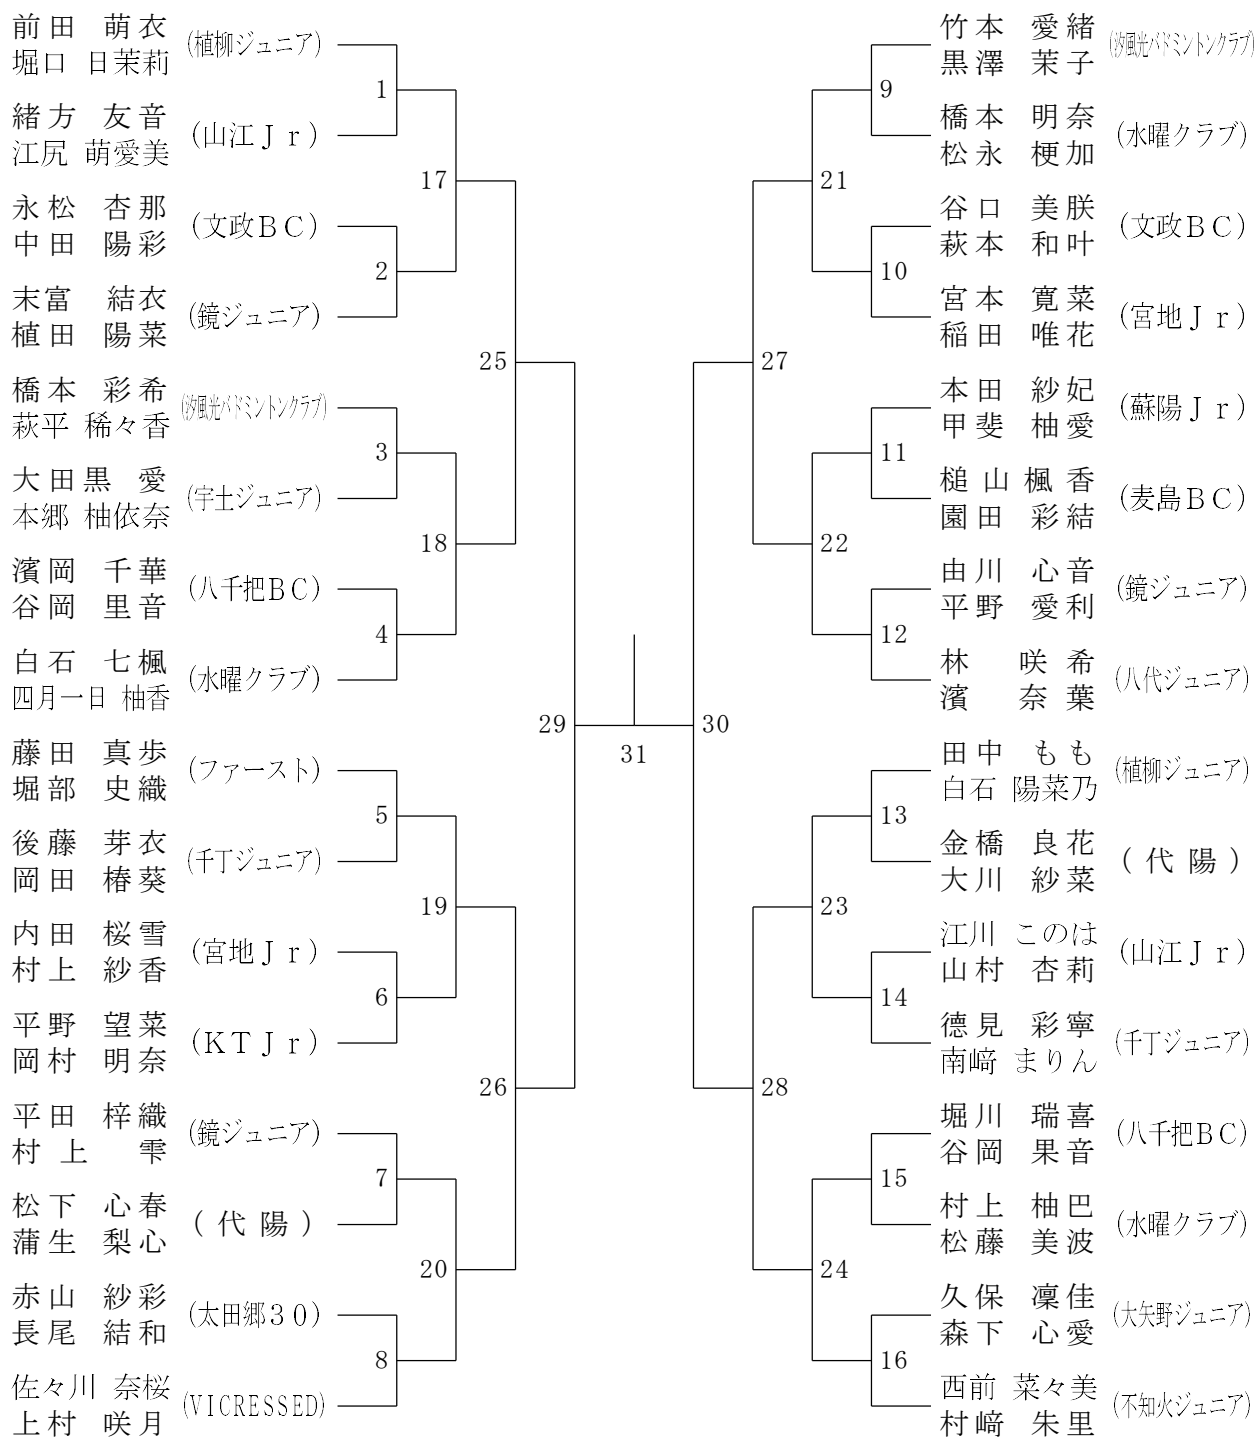 前田 萌衣
堀口 日茉莉
(植柳ジュニア)
1
緒方 友音
江尻 萌愛美
(山江Ｊｒ)
17
永松 杏那
中田 陽彩
(文政ＢＣ)
2
末富 結衣
植田 陽菜
(鏡ジュニア)
25
橋本 彩希
萩平 稀々香
(汐風光バドミントンクラブ)
3
大田黒 愛
本郷 柚依奈
(宇土ジュニア)
18
濱岡 千華
谷岡 里音
(八千把ＢＣ)
4
白石 七楓
四月一日 柚香
(水曜クラブ)
29
藤田 真歩
堀部 史織
(ファースト)
5
後藤 芽衣
岡田 椿葵
(千丁ジュニア)
19
内田 桜雪
村上 紗香
(宮地Ｊｒ)
6
平野 望菜
岡村 明奈
(ＫＴＪｒ)
26
平田 梓織
村上 雫
(鏡ジュニア)
7
松下 心春
蒲生 梨心
(代陽)
20
赤山 紗彩
長尾 結和
(太田郷３０)
8
佐々川 奈桜
上村 咲月
(VICRESSED)
31
竹本 愛緒
黒澤 茉子
(汐風光バドミントンクラブ)
9
橋本 明奈
松永 梗加
(水曜クラブ)
21
谷口 美朕
萩本 和叶
(文政ＢＣ)
10
宮本 寛菜
稲田 唯花
(宮地Ｊｒ)
27
本田 紗妃
甲斐 柚愛
(蘇陽Ｊｒ)
11
槌山 楓香
園田 彩結
(麦島ＢＣ)
22
由川 心音
平野 愛利
(鏡ジュニア)
12
林 咲希
濱 奈葉
(八代ジュニア)
30
田中 もも
白石 陽菜乃
(植柳ジュニア)
13
金橋 良花
大川 紗菜
(代陽)
23
江川 このは
山村 杏莉
(山江Ｊｒ)
14
德見 彩寧
南﨑 まりん
(千丁ジュニア)
28
堀川 瑞喜
谷岡 果音
(八千把ＢＣ)
15
村上 柚巴
松藤 美波
(水曜クラブ)
24
久保 凜佳
森下 心愛
(大矢野ジュニア)
16
西前 菜々美
村﨑 朱里
(不知火ジュニア)